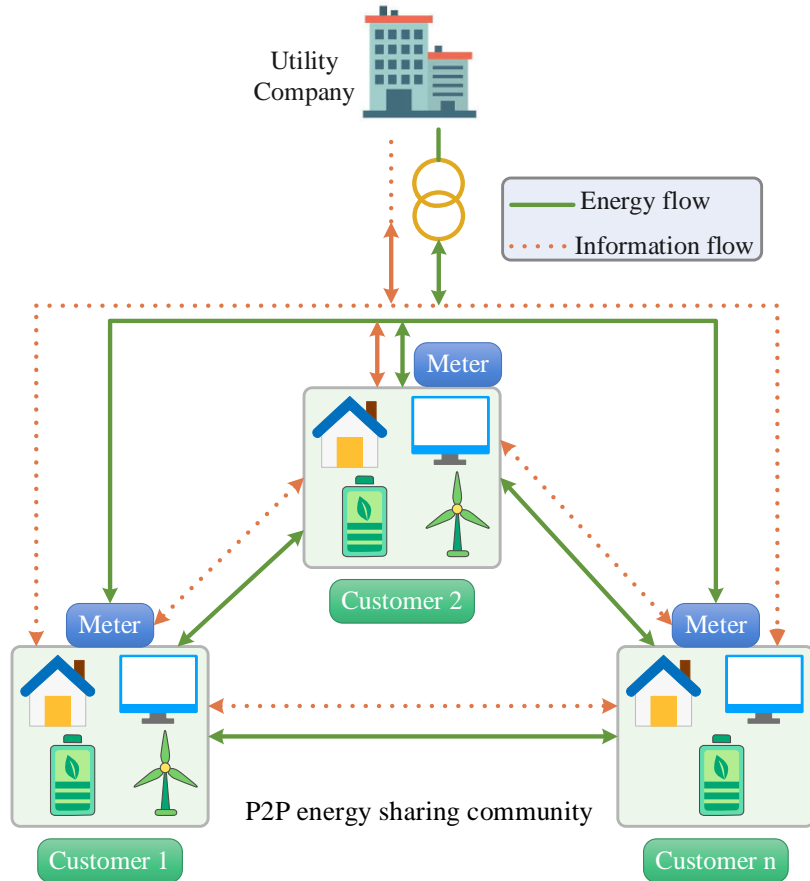 Utility
Company
Energy flow
Information flow
Meter
Customer 2
Meter
Meter
P2P energy sharing community
Customer 1
Customer n